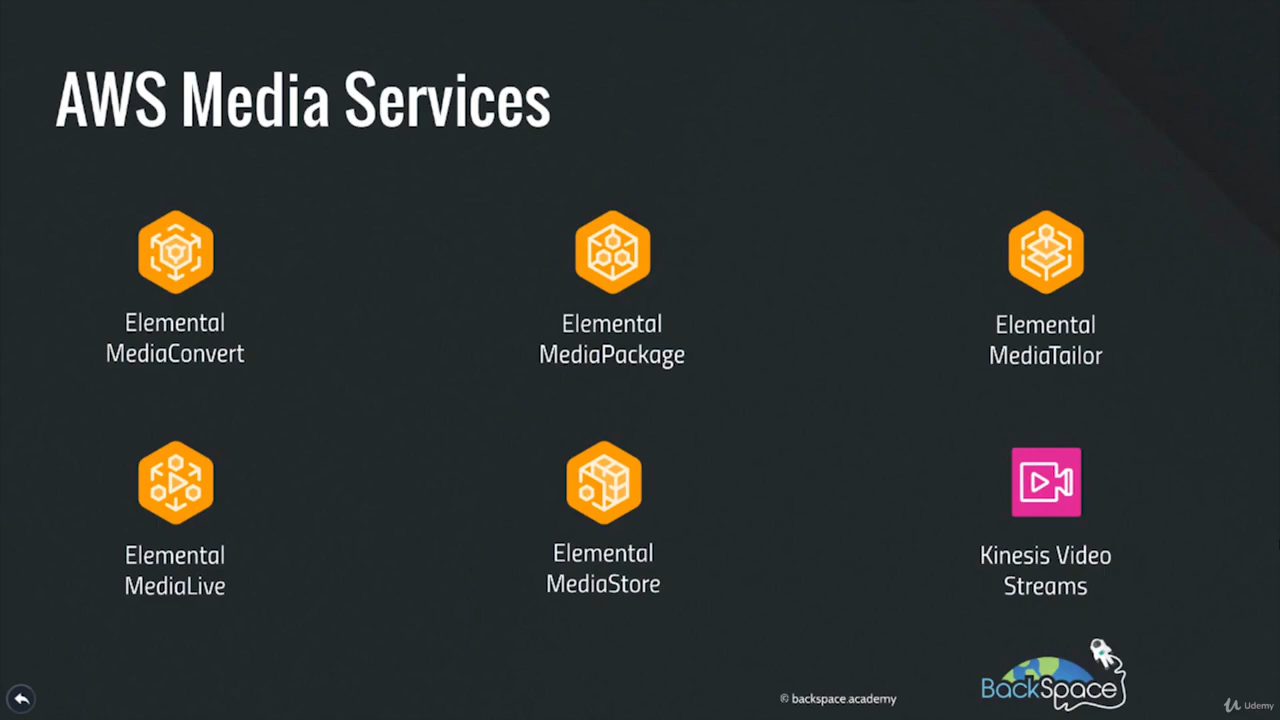 AWS Media Services
Elemental
MediaConvert
Elemental
MediaPackage
Elemental
MediaTailor
Elemental
MediaLive
Elemental
MediaStore
Kinesis Video
Streams
© backspace.academy
BackSpace
Udemy